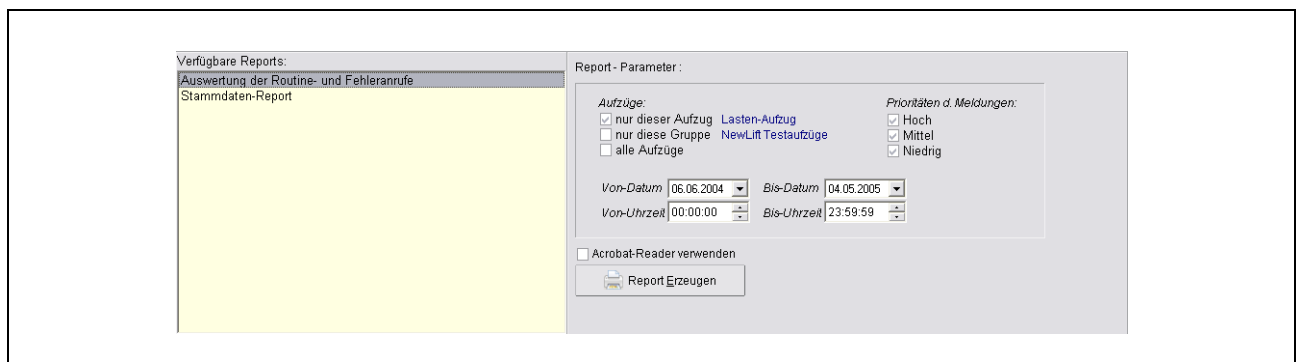 Verfügbare Reports:
Auswertung der Routine- und Fehleranrufe
Stammdaten-Report
Report - Parameter :
Aufzüge:
nur dieser Aufzug Lasten-Aufzug
nur diese Gruppe NewLift Testaufzüge
alle Aufzüge
Prioritäten d. Meldungen:
Hoch
Mittel
Niedrig
Von-Datum 06.06.2004 Bis-Datum 04.05.2005
Von-Uhrzeit 00:00:00 Bis-Uhrzeit 23:59:59
Acrobat-Reader verwenden
Report Erzeugen